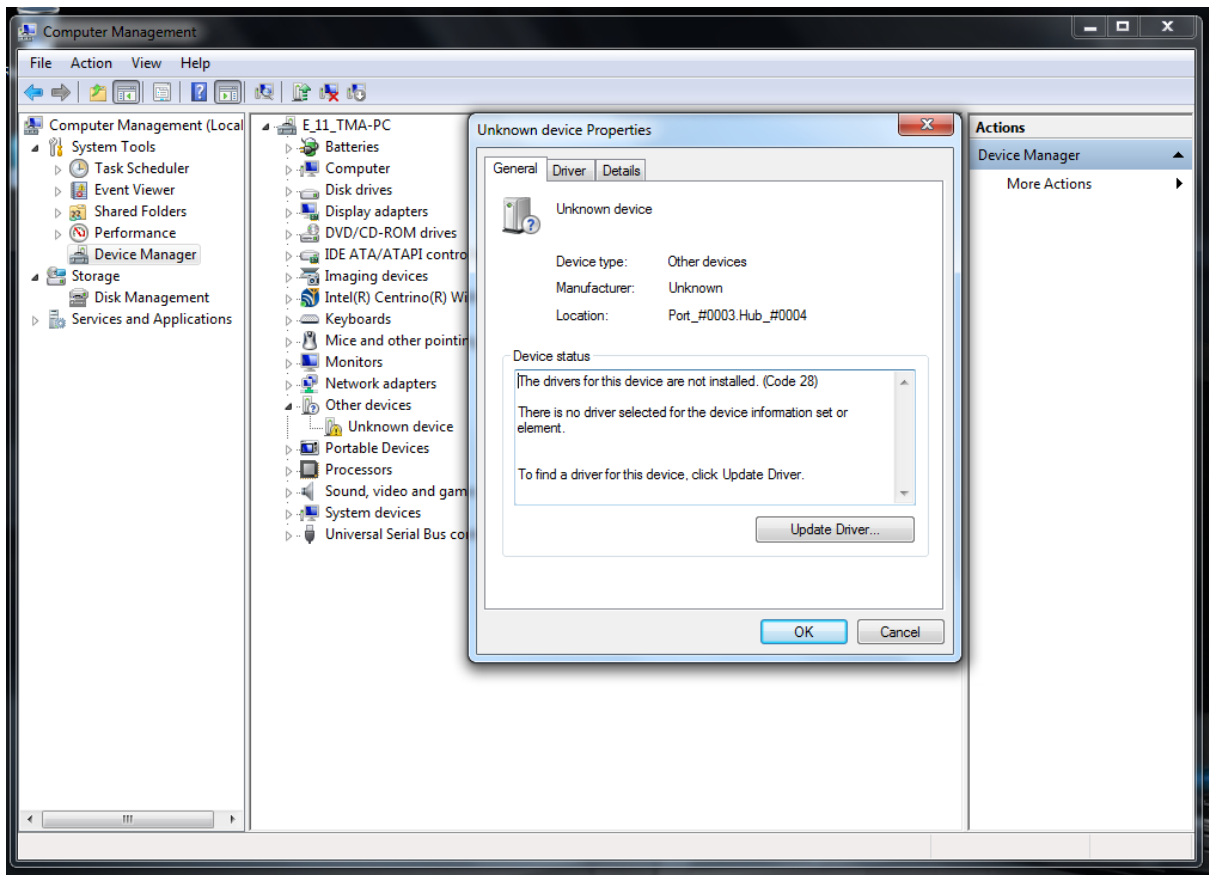 Computer Management
File Action View Help
Computer Management (Local
System Tools
Task Scheduler
Event Viewer
Shared Folders
Performance
Device Manager
Storage
Disk Management
Services and Applications
E_11_TMA-PC
Batteries
Computer
Disk drives
Display adapters
DVD/CD-ROM drives
IDE ATA/ATAPI contro
Imaging devices
Intel(R) Centrino(R) Wi
Keyboards
Mice and other pointin
Monitors
Network adapters
Other devices
Unknown device
Portable Devices
Processors
Sound, video and gam
System devices
Universal Serial Bus co
Unknown device Properties
General Driver Details
Unknown device
Device type: Other devices
Manufacturer: Unknown
Location: Port_#0003.Hub_#0004
Device status
The drivers for this device are not installed. (Code 28)
There is no driver selected for the device information set or
element.
To find a driver for this device, click Update Driver.
Update Driver...
OK Cancel
Actions
Device Manager
More Actions